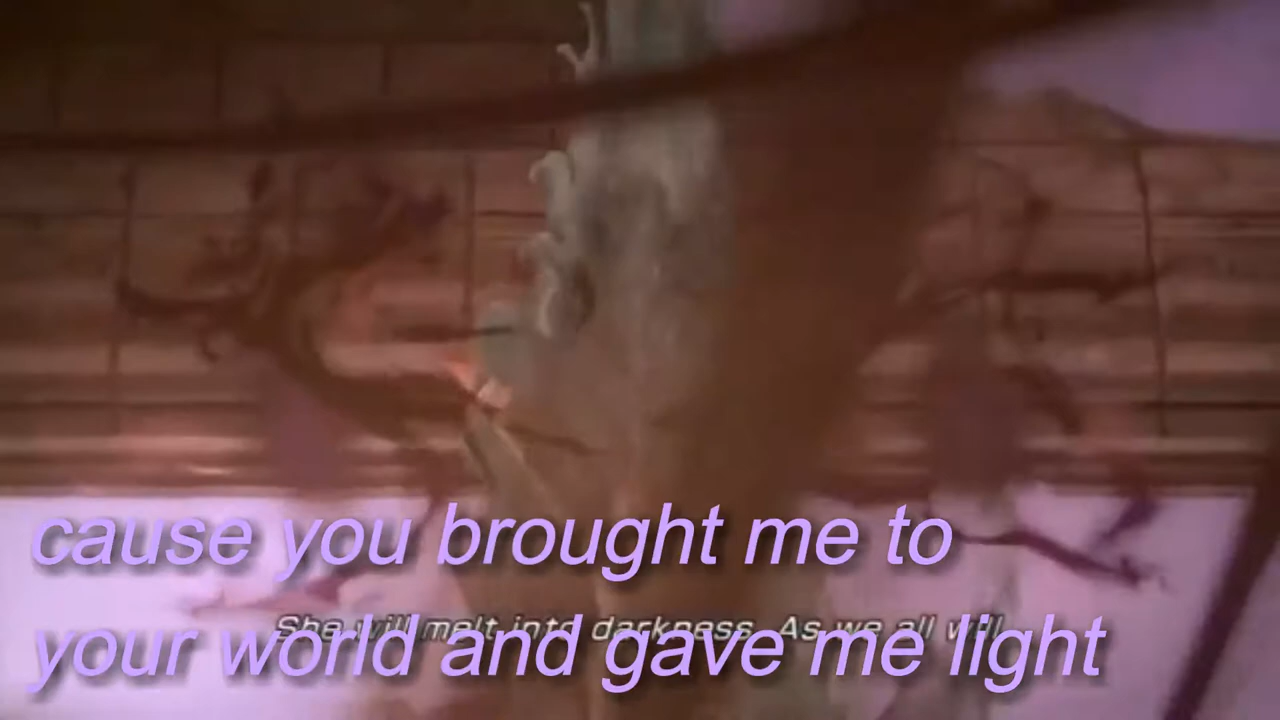 cause you brought me to
She will melt into darkness. As we all will.
your world and gave me light